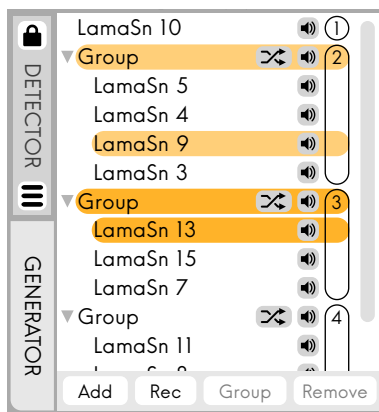 LamaSn 10 1
Group 2
LamaSn 5
LamaSn 4
LamaSn 9
LamaSn 3
Group 3
LamaSn 13
LamaSn 15
LamaSn 7
Group 4
LamaSn 11
Add Rec Group Remove
DETECTOR
GENERATOR